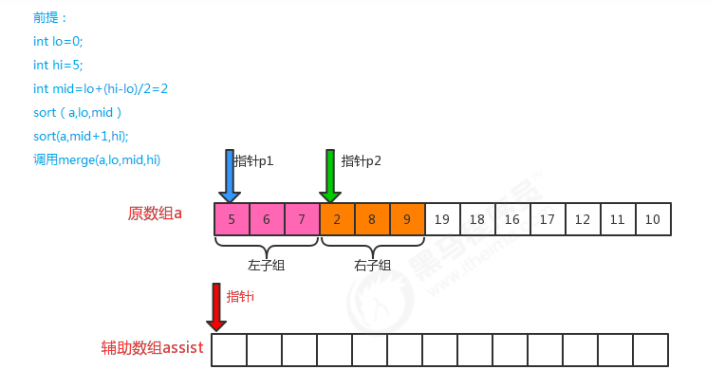 前提：
int lo=0;
int hi=5;
int mid=lo+(hi-lo)/2=2
sort（a,lo,mid）
sort(a,mid+1,hi);
调用merge(a,lo,mid,hi)
指针p1
指针p2
原数组a
5 6 7 2 8 9 19 18 16 17 12 11 10
左子组
右子组
指针i
辅助数组assist
黑马程序员